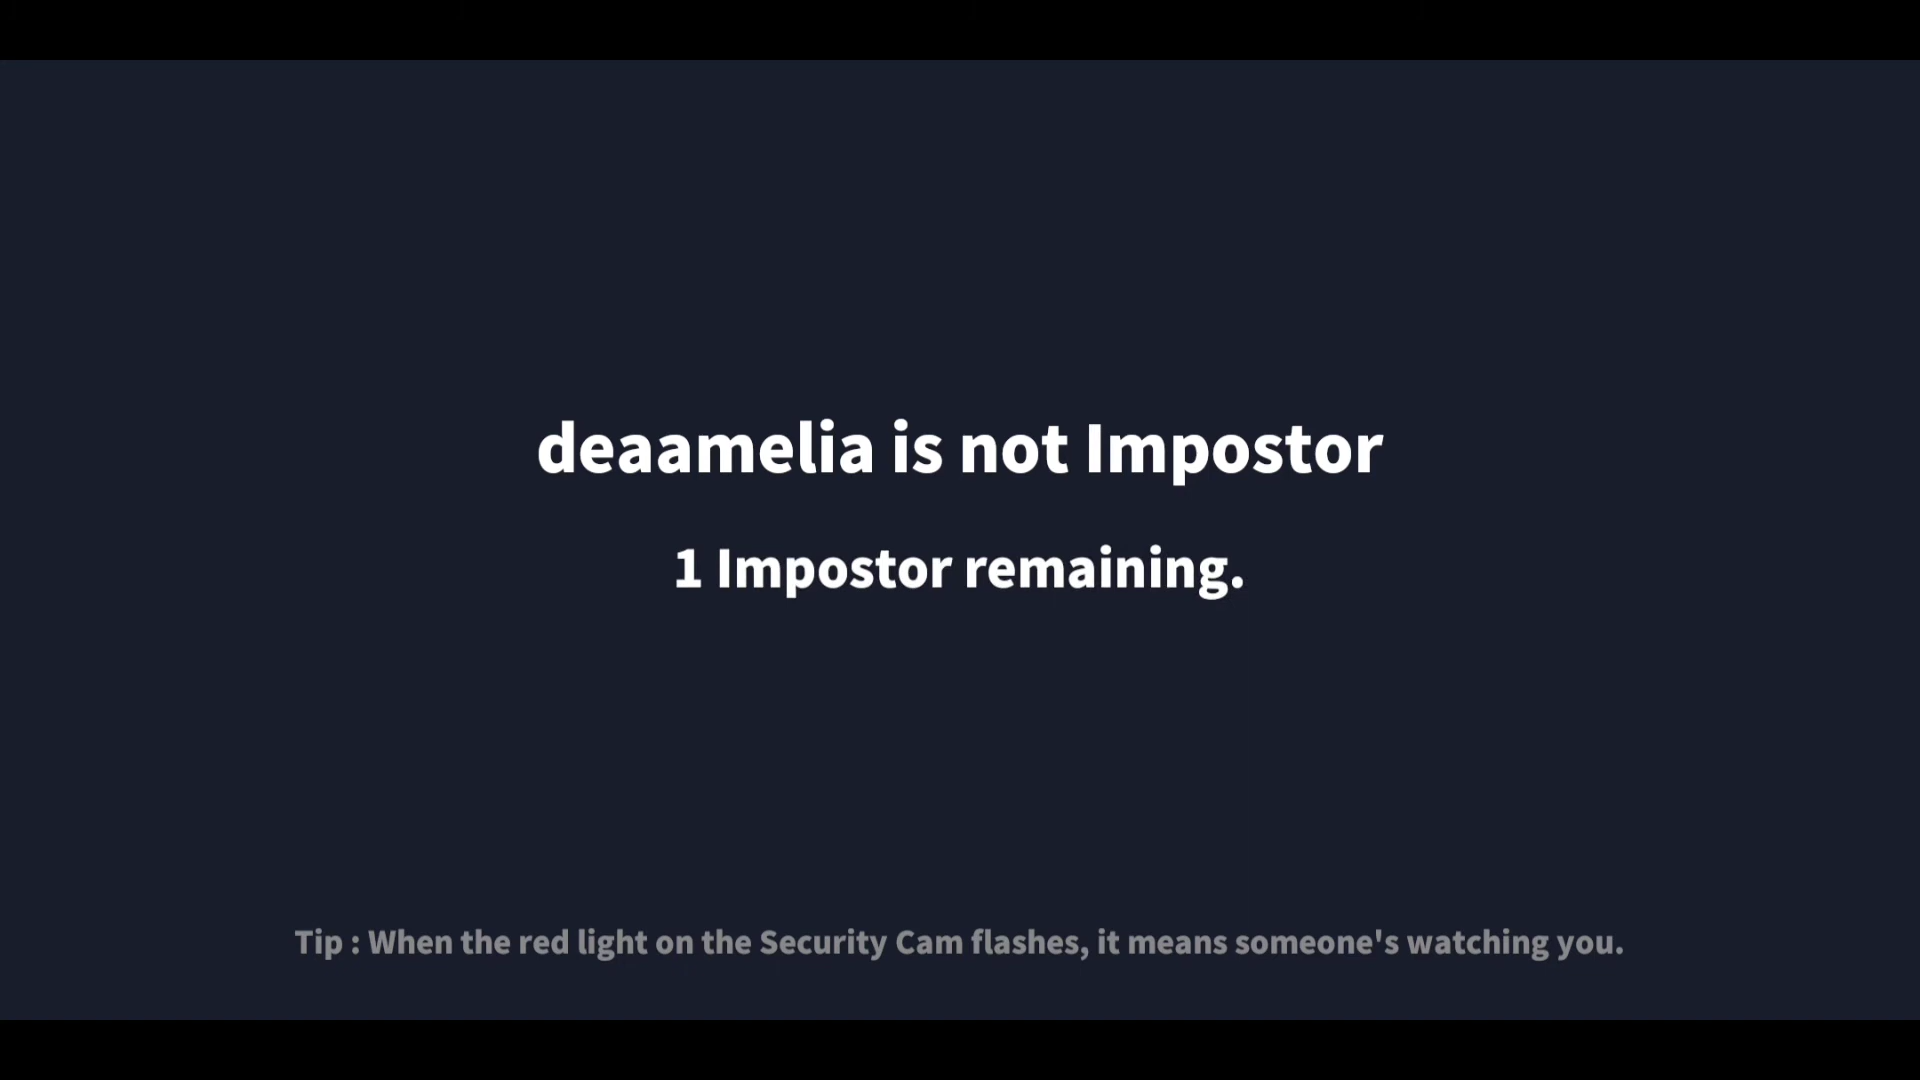 deaamelia is not Impostor
1 Impostor remaining.
Tip : When the red light on the Security Cam flashes, it means someone's watching you.